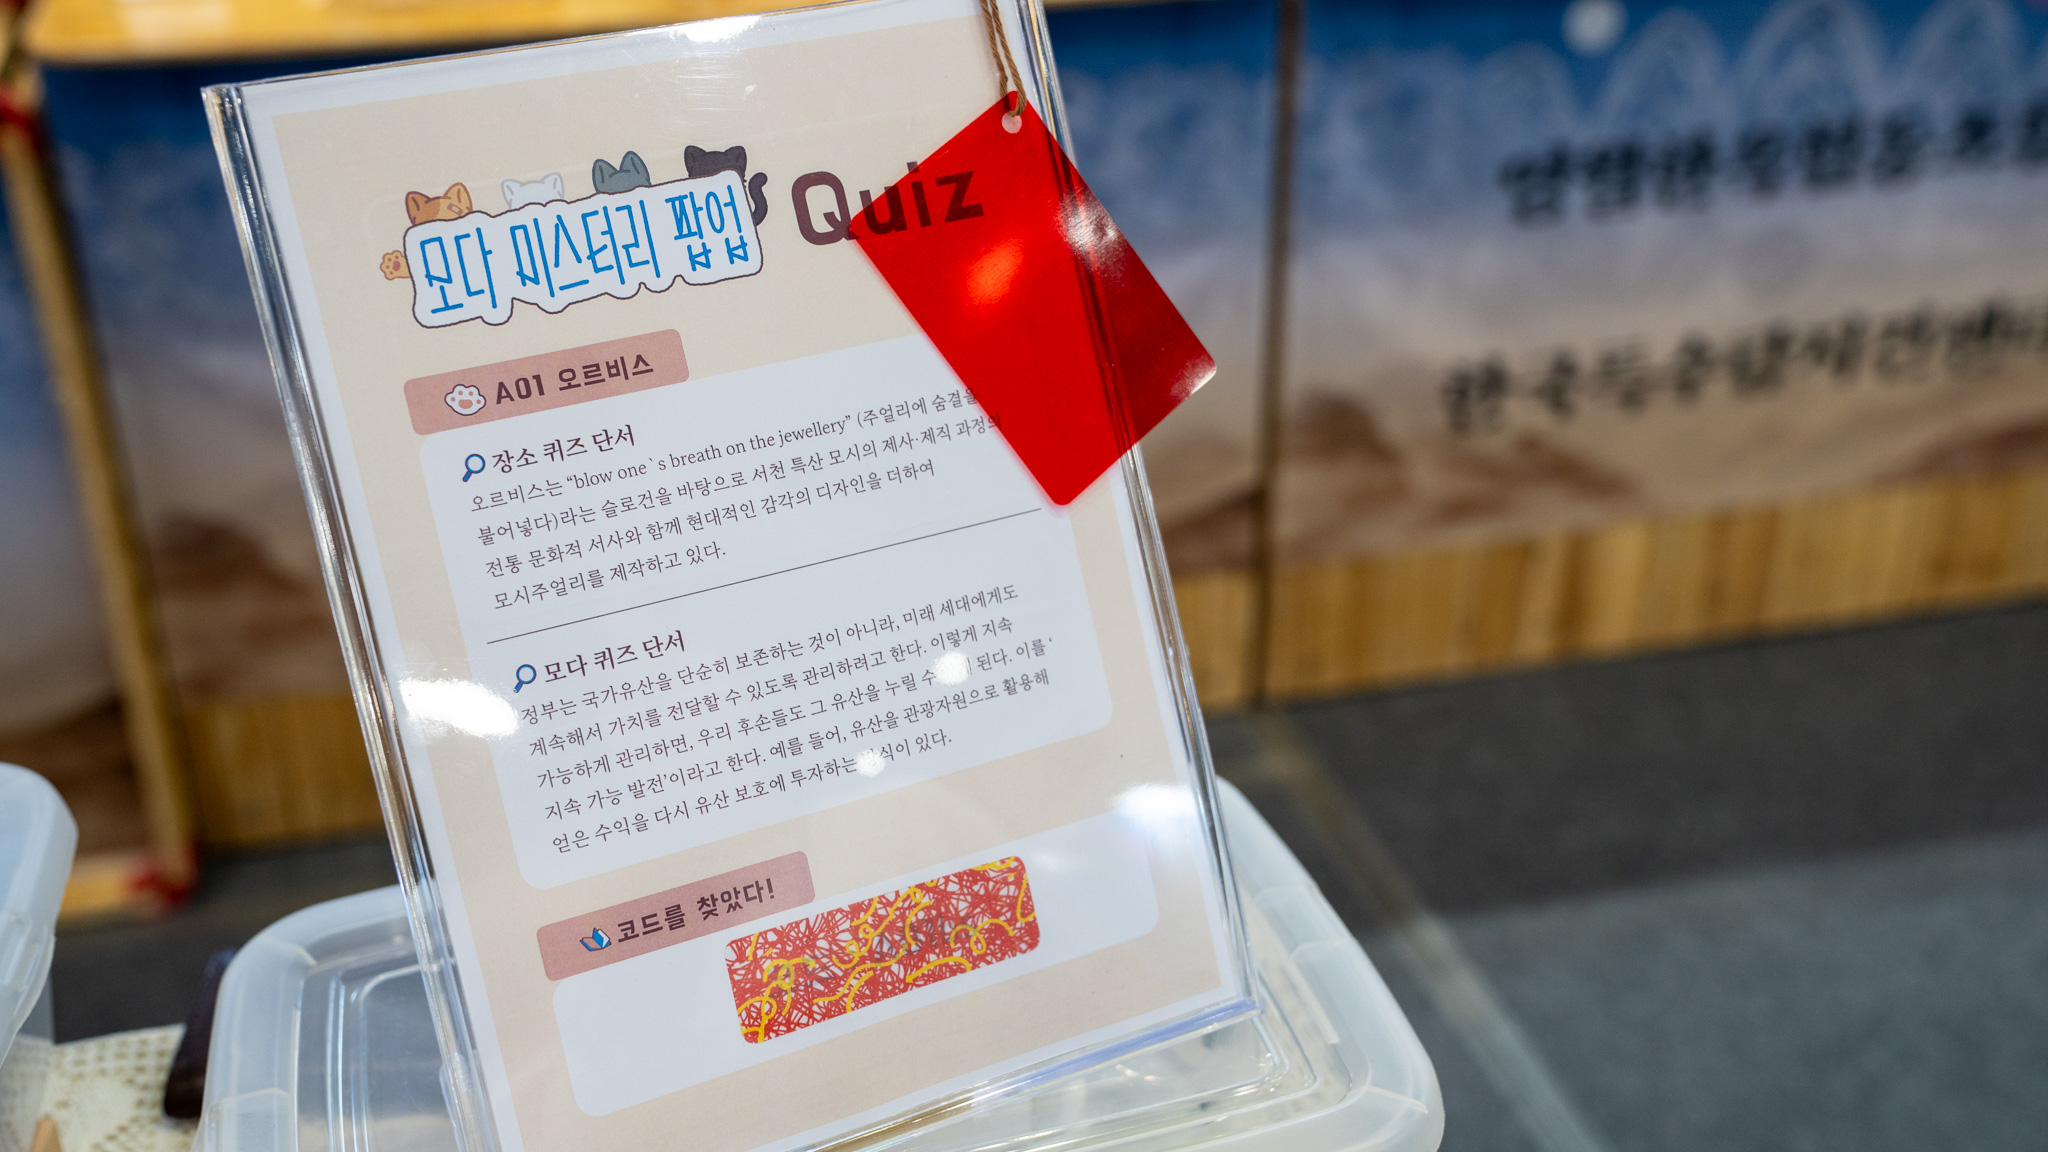 모다 미스터리 팝업 Quiz
A01 오르비스
장소 퀴즈 단서
오르비스는 “blow one`s breath on the jewellery” (주얼리에 숨결을
불어넣다)라는 슬로건을 바탕으로 서천 특산 모시의 제사·제직 과정의
전통 문화적 서사와 함께 현대적인 감각의 디자인을 더하여
모시주얼리를 제작하고 있다.
모다 퀴즈 단서
정부는 국가유산을 단순히 보존하는 것이 아니라, 미래 세대에게도
계속해서 가치를 전달할 수 있도록 관리하려고 한다. 이렇게 지속
가능하게 관리하면, 우리 후손들도 그 유산을 누릴 수 된다. 이를 ‘
지속 가능 발전’이라고 한다. 예를 들어, 유산을 관광자원으로 활용해
얻은 수익을 다시 유산 보호에 투자하는 있다.
코드를 찾았다!